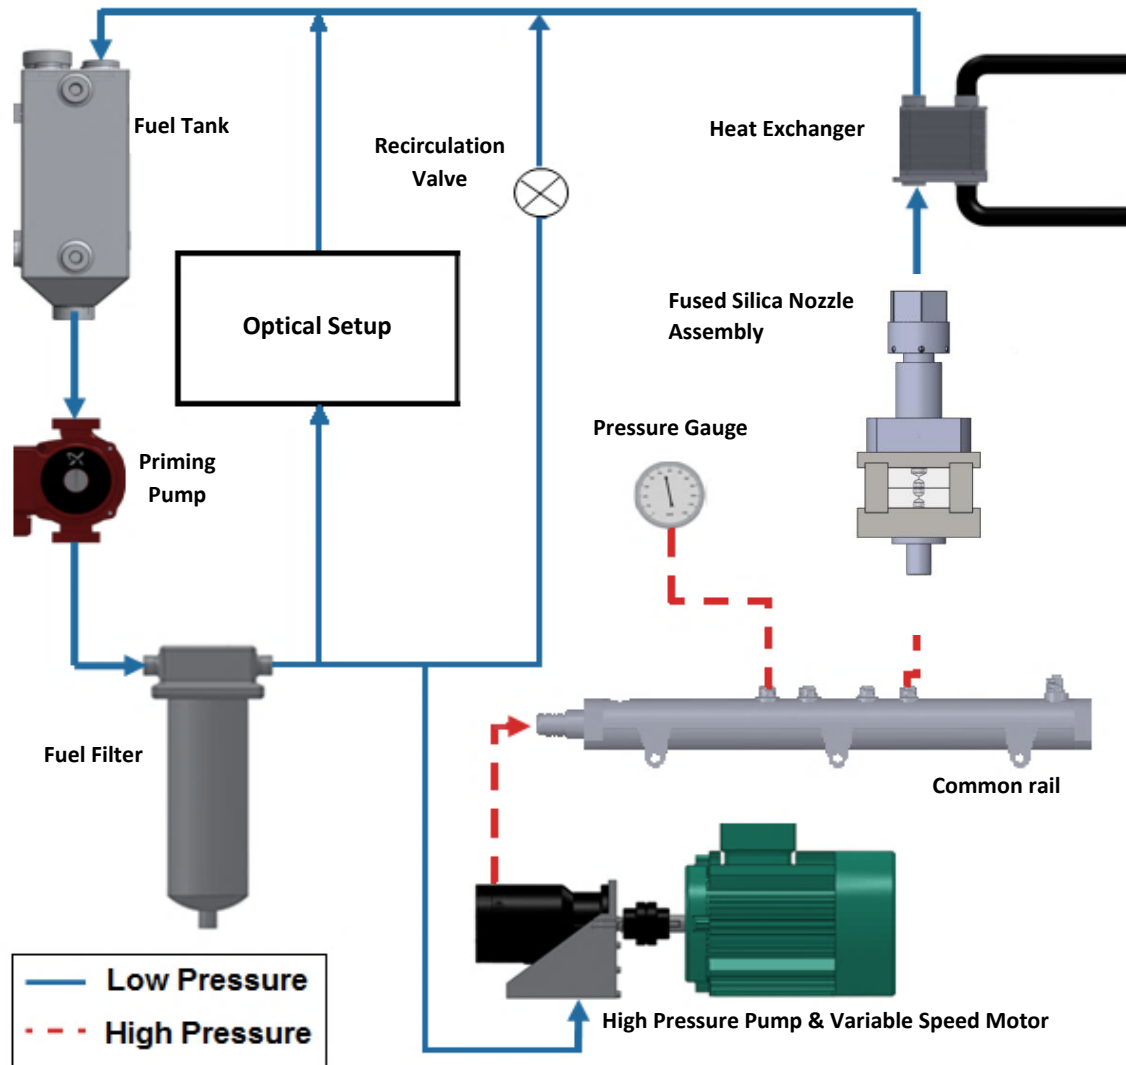 Fuel Tank
Recirculation
Valve
Heat Exchanger
Optical Setup
Fused Silica Nozzle
Assembly
Pressure Gauge
Priming
Pump
Fuel Filter
Common rail
Low Pressure
High Pressure
High Pressure Pump & Variable Speed Motor